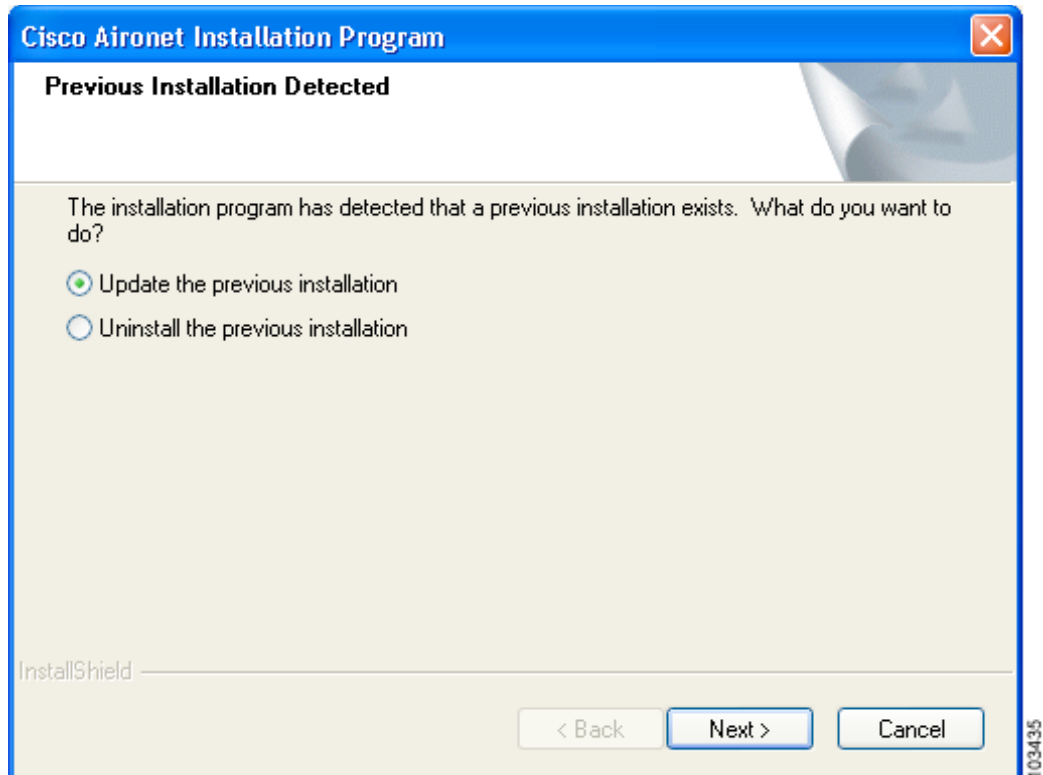 Cisco Aironet Installation Program
Previous Installation Detected
The installation program has detected that a previous installation exists. What do you want to
do?
Update the previous installation
Uninstall the previous installation
InstallShield
< Back
Next >
Cancel
103435